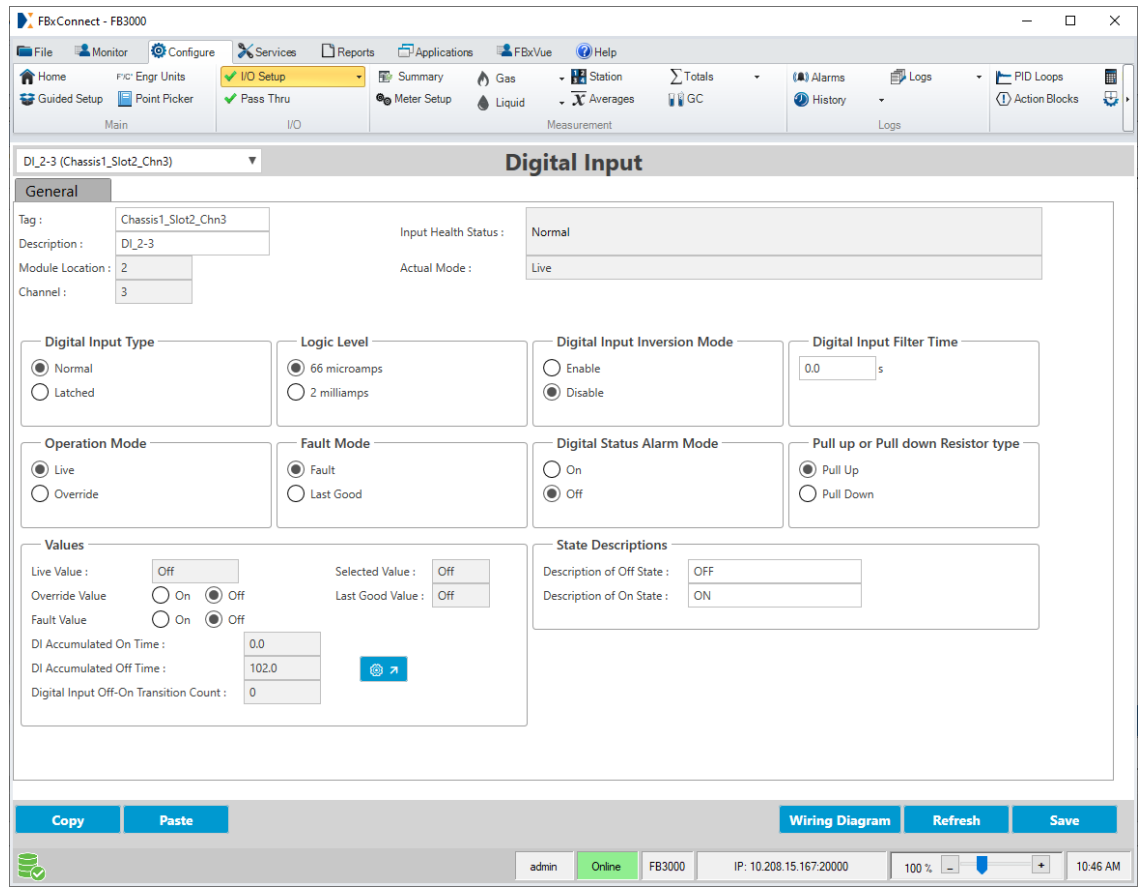 FBxConnect - FB3000
File Monitor Configure Services Reports Applications FBxVue Help
Home F/C° Engr Units I/O Setup Summary Gas Station Totals Alarms Logs PID Loops
Guided Setup Point Picker Pass Thru Meter Setup Liquid Averages GC History Action Blocks
Main I/O Measurement Logs
DI_2-3 (Chassis1_Slot2_Chn3) Digital Input
General
Tag : Chassis1_Slot2_Chn3
Input Health Status : Normal
Description : DI_2-3
Module Location : 2 Actual Mode : Live
Channel : 3
Digital Input Type Logic Level Digital Input Inversion Mode Digital Input Filter Time
Normal 66 microamps Enable 0.0 s
Latched 2 milliamps Disable
Operation Mode Fault Mode Digital Status Alarm Mode Pull up or Pull down Resistor type
Live Fault On Pull Up
Override Last Good Off Pull Down
Values State Descriptions
Live Value : Off Selected Value : Off Description of Off State : OFF
Override Value On Off Last Good Value : Off Description of On State : ON
Fault Value On Off
DI Accumulated On Time : 0.0
DI Accumulated Off Time : 102.0
Digital Input Off-On Transition Count : 0
Copy Paste Wiring Diagram Refresh Save
admin Online FB3000 IP: 10.208.15.167:20000 100 % - + 10:46 AM